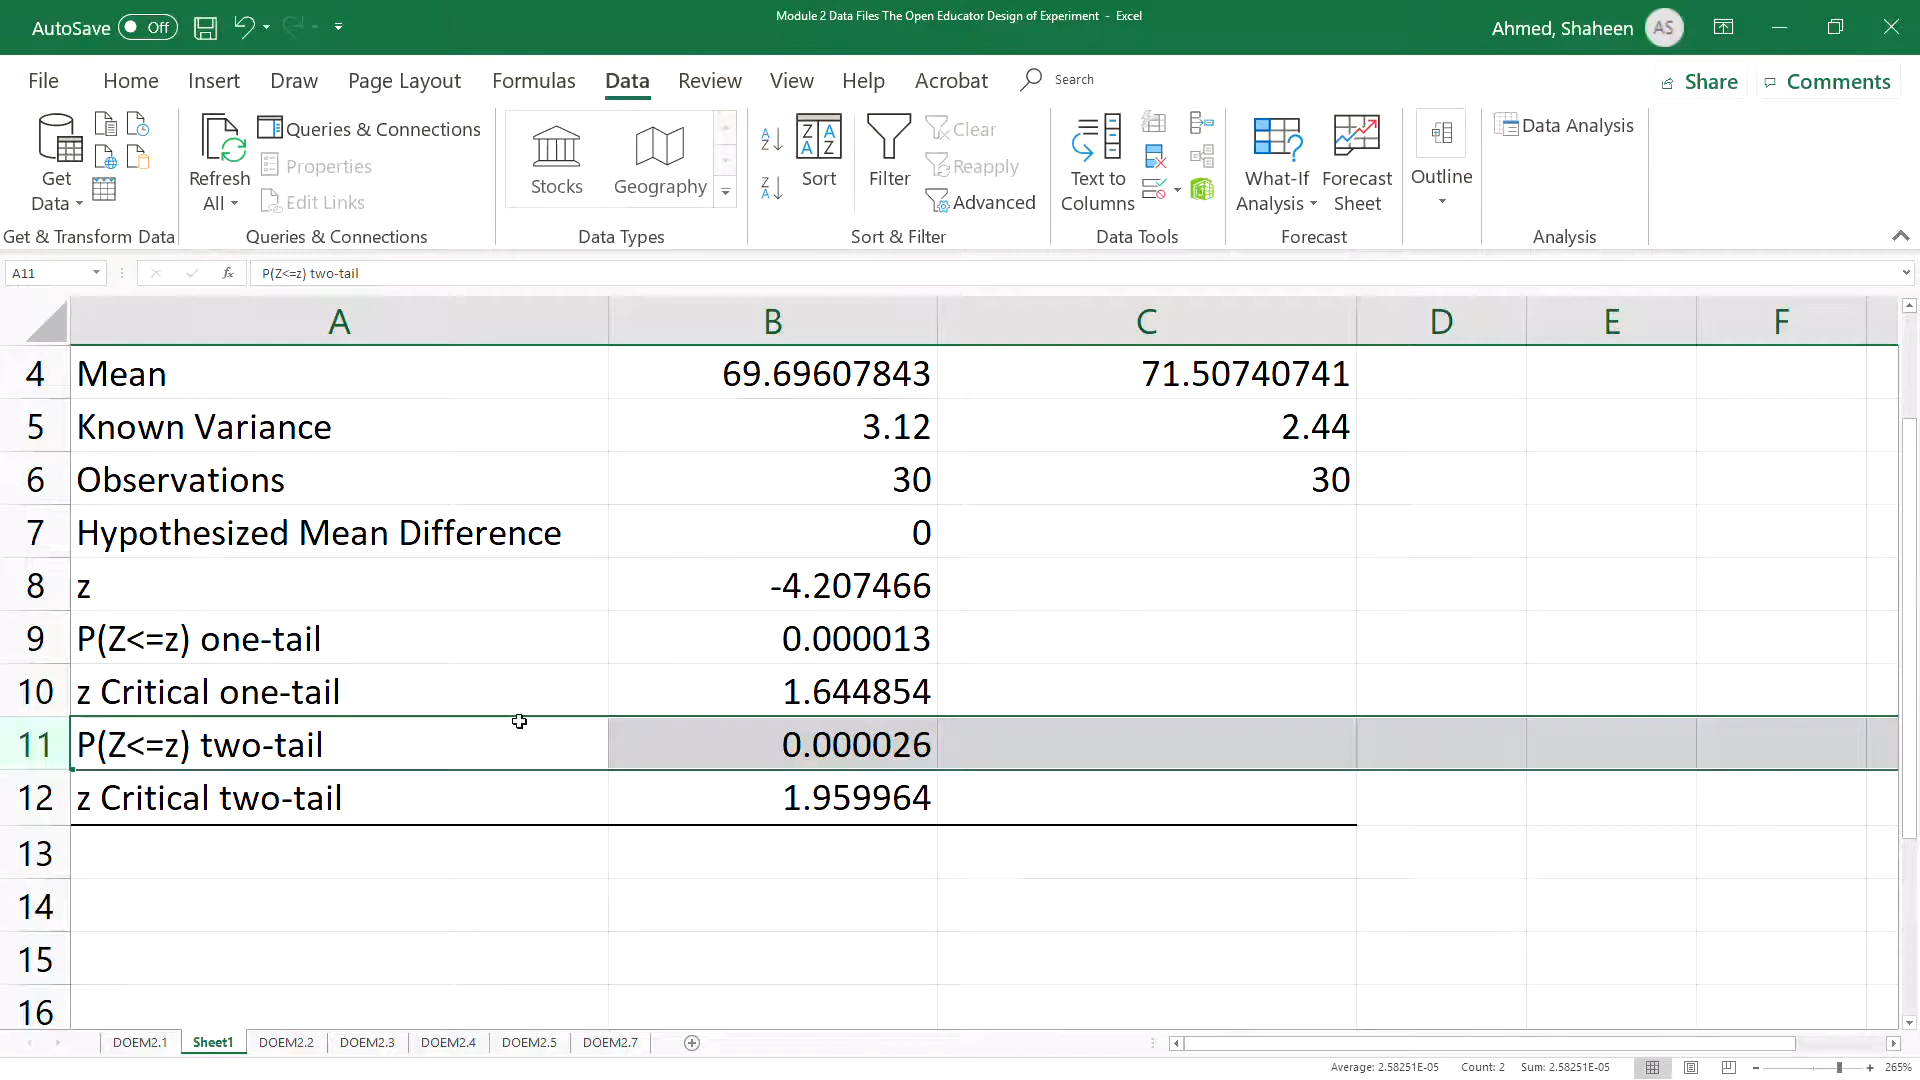 AutoSave Off
Module 2 Data Files The Open Educator Design of Experiment - Excel
Ahmed, Shaheen AS
File Home Insert Draw Page Layout Formulas Data Review View Help Acrobat Search Share Comments
Get Data
Refresh All
Queries & Connections
Properties
Edit Links
Stocks
Geography
Sort
Filter
Clear
Reapply
Advanced
Text to Columns
What-If Analysis
Forecast Sheet
Outline
Data Analysis
Get & Transform Data
Queries & Connections
Data Types
Sort & Filter
Data Tools
Forecast
Analysis
A11 fx P(Z<=z) two-tail
A B C D E F
4 Mean 69.69607843 71.50740741
5 Known Variance 3.12 2.44
6 Observations 30 30
7 Hypothesized Mean Difference 0
8 z -4.207466
9 P(Z<=z) one-tail 0.000013
10 z Critical one-tail 1.644854
11 P(Z<=z) two-tail 0.000026
12 z Critical two-tail 1.959964
13
14
15
16
DOEM2.1 Sheet1 DOEM2.2 DOEM2.3 DOEM2.4 DOEM2.5 DOEM2.7
Average: 2.58251E-05 Count: 2 Sum: 2.58251E-05 265%